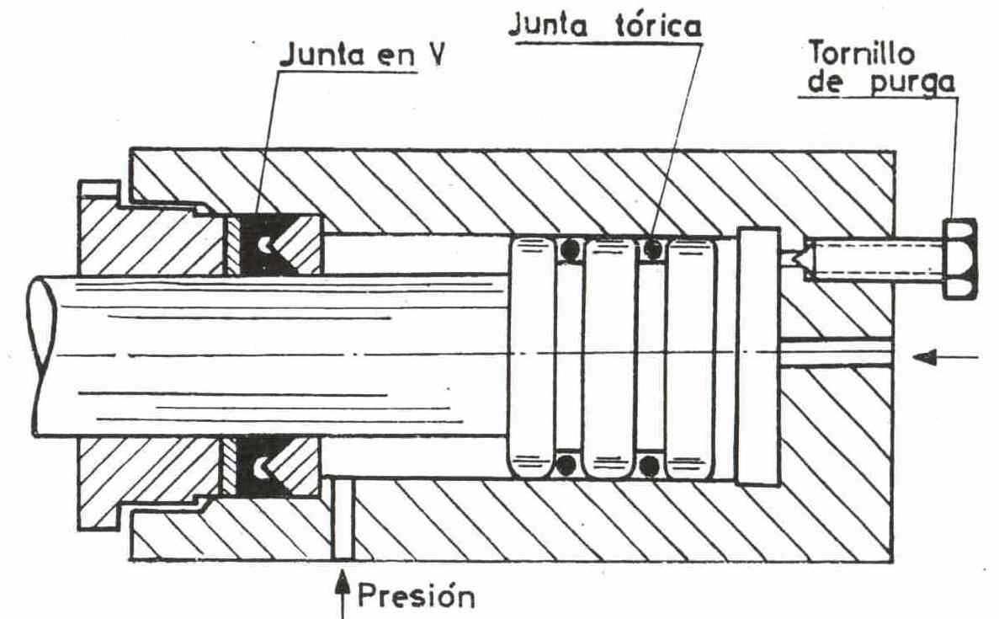 Junta en V
Junta tórica
Tornillo
de purga
Presión